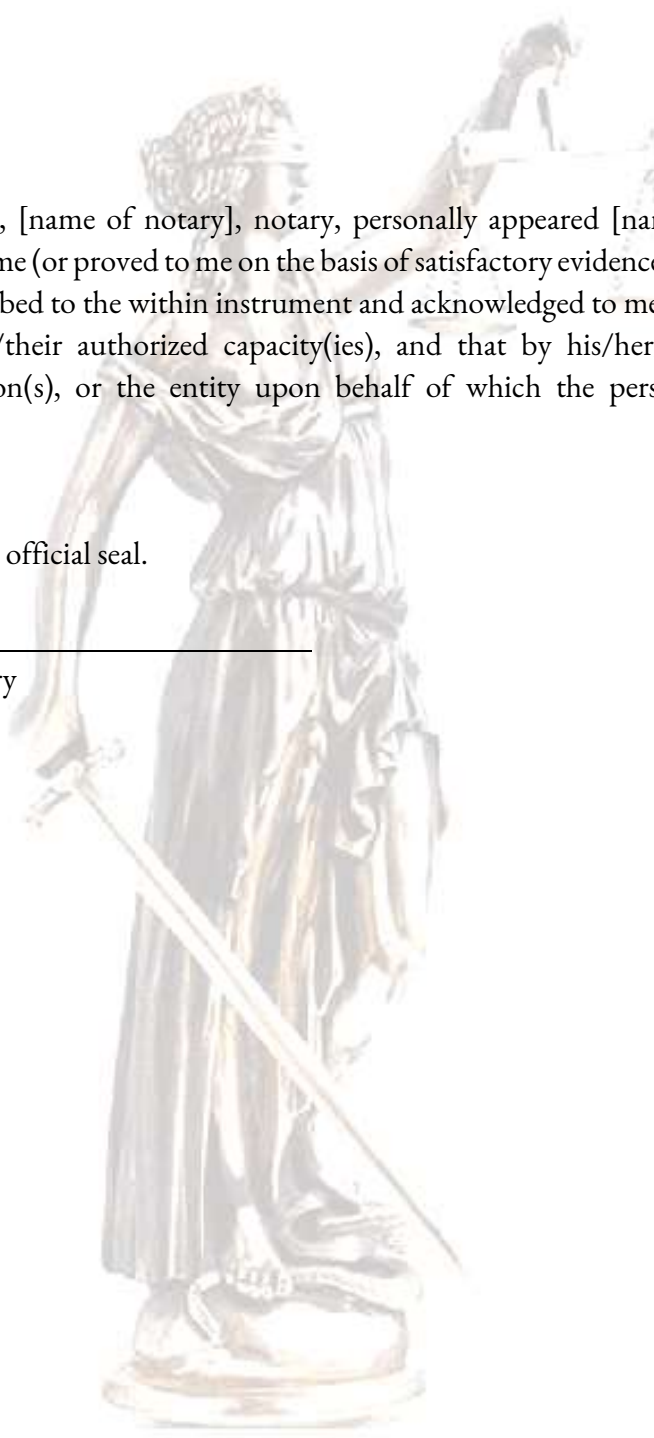 , [name of notary], notary, personally appeared [nar
me (or proved to me on the basis of satisfactory evidence
bed to the within instrument and acknowledged to me
/their authorized capacity(ies), and that by his/her
on(s), or the entity upon behalf of which the pers
official seal.
ry